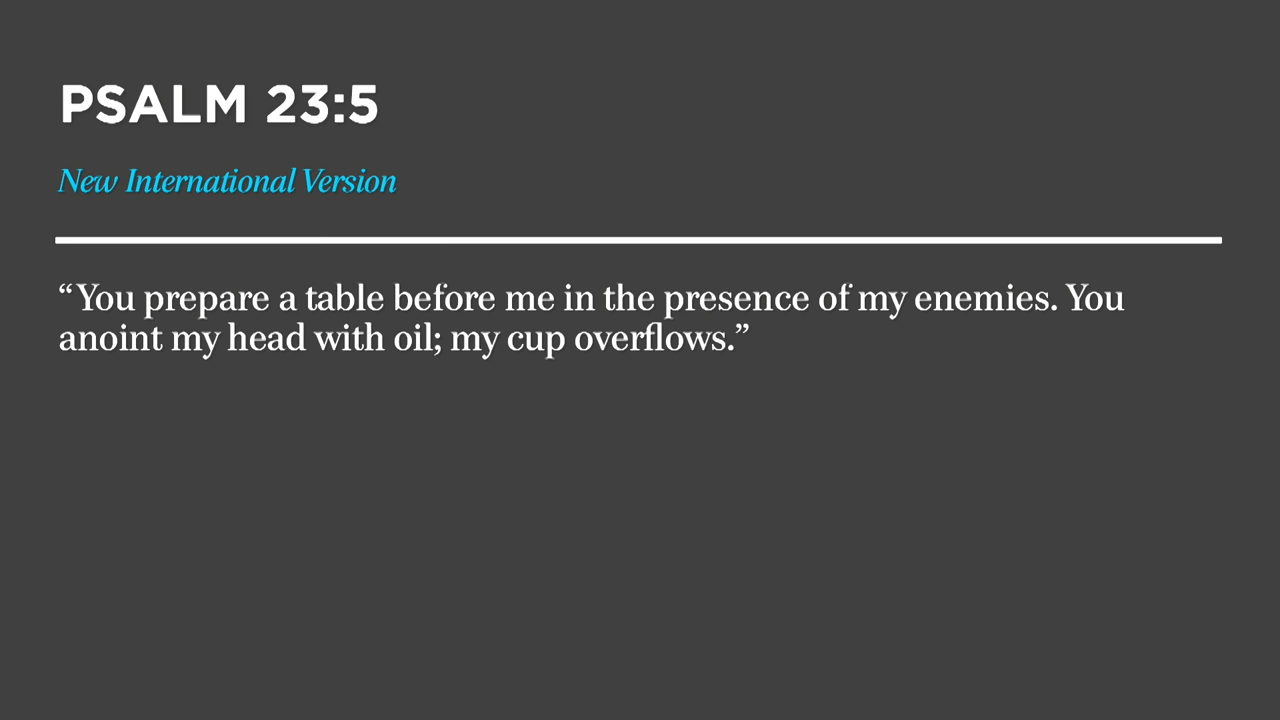 PSALM 23:5
New International Version
“You prepare a table before me in the presence of my enemies. You
anoint my head with oil; my cup overflows.”